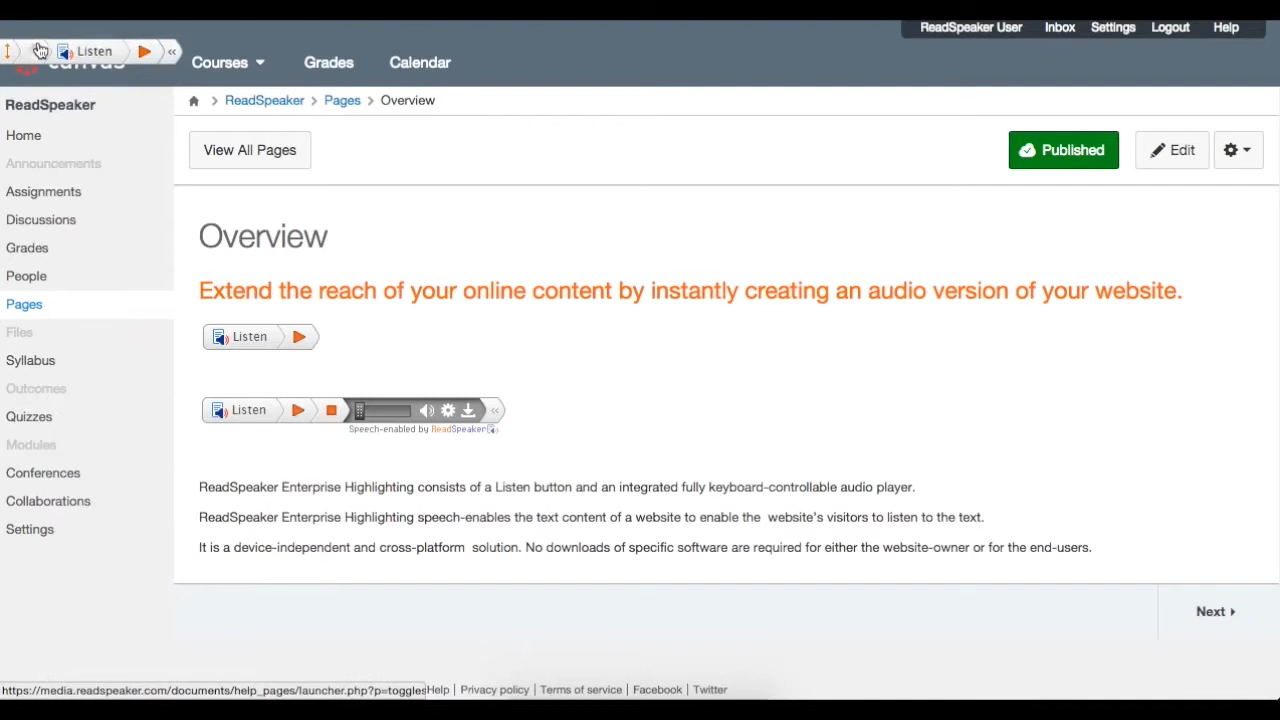 ReadSpeaker User Inbox Settings Logout Help
Listen
Courses Grades Calendar
ReadSpeaker
ReadSpeaker Pages Overview
Home
Announcements
Assignments
Discussions
Grades
People
Pages
Files
Syllabus
Outcomes
Quizzes
Modules
Conferences
Collaborations
Settings
View All Pages
Published
Edit
Overview
Extend the reach of your online content by instantly creating an audio version of your website.
Listen
Listen
Speech-enabled by ReadSpeaker
ReadSpeaker Enterprise Highlighting consists of a Listen button and an integrated fully keyboard-controllable audio player.
ReadSpeaker Enterprise Highlighting speech-enables the text content of a website to enable the website's visitors to listen to the text.
It is a device-independent and cross-platform solution. No downloads of specific software are required for either the website-owner or for the end-users.
Next
https://media.readspeaker.com/documents/help_pages/launcher.php?p=toggles
Help | Privacy policy | Terms of service | Facebook | Twitter